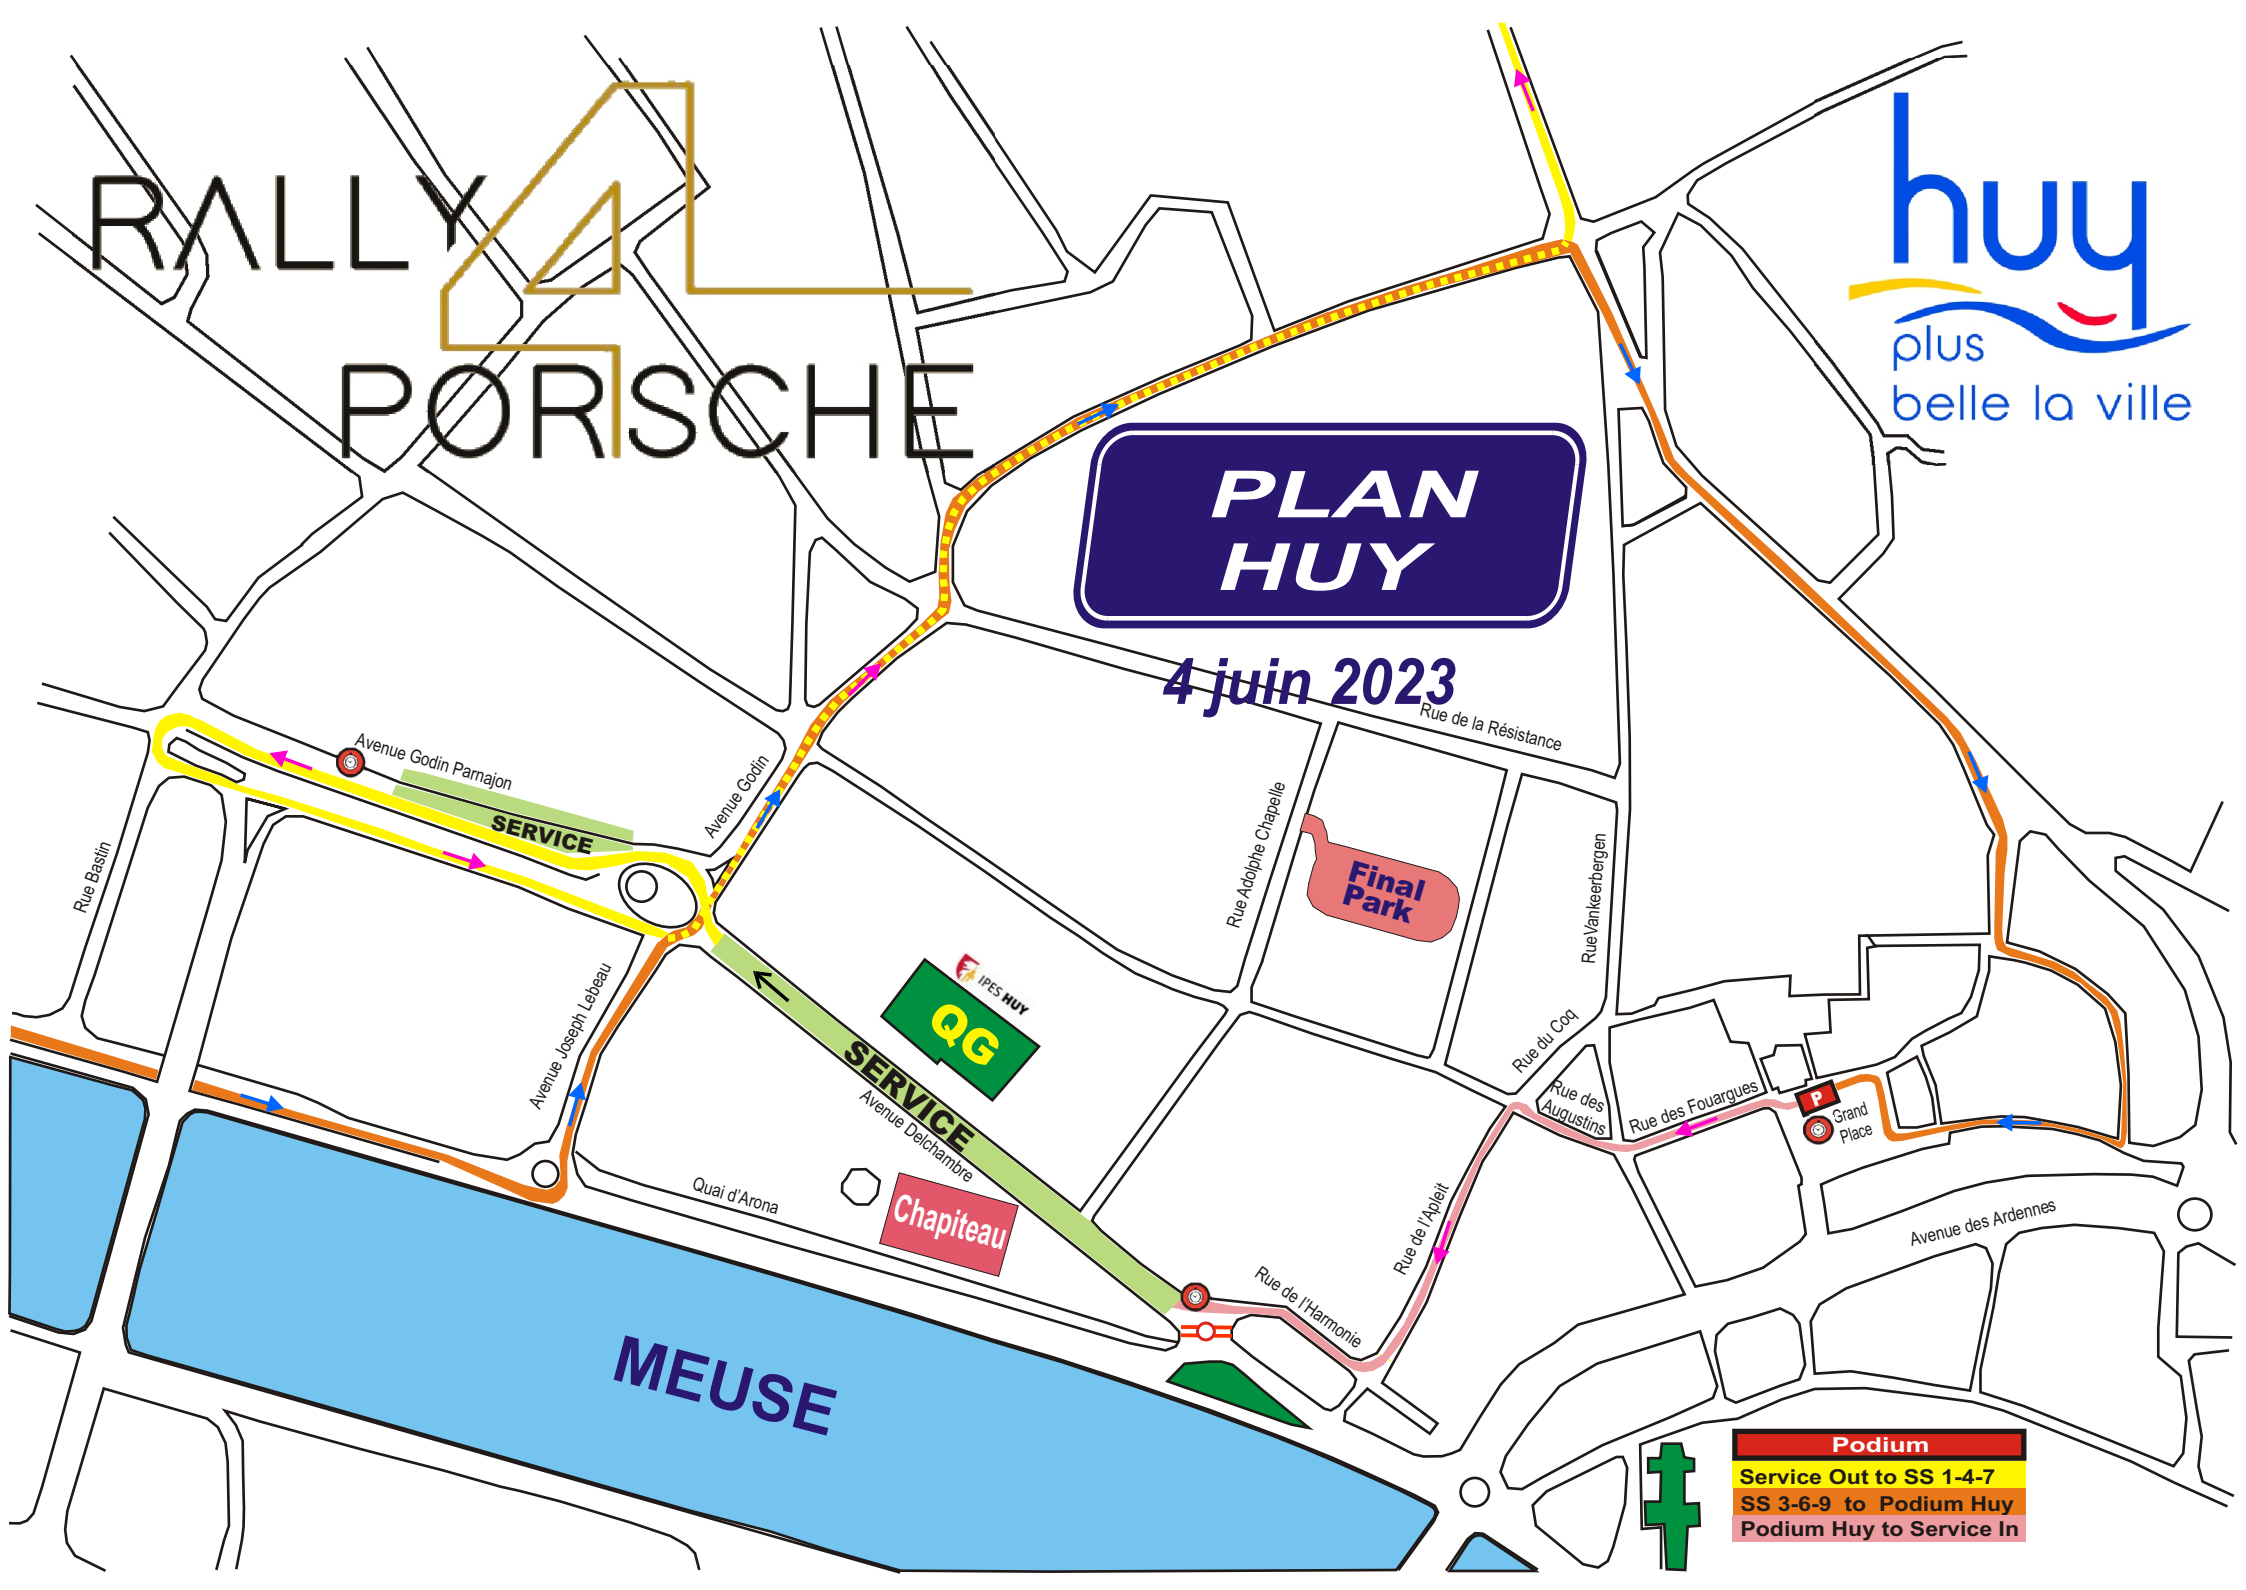 RALLY
PORSCHE
huy
plus
belle la ville
PLAN
HUY
4 juin 2023
Rue de la Résistance
Avenue Godin Parnajon
SERVICE
Avenue Godin
Rue Bastin
Rue Adolphe Chapelle
Final
Park
RueVankeerbergen
IPES HUY
QG
Avenue Joseph Lebeau
SERVICE
Avenue Delchambre
Rue du Coq
Rue des
Augustins
Rue des Fouargues
P
Grand
Place
Quai d'Arona
Chapiteau
Rue de l'Apleit
Rue de l'Harmonie
Avenue des Ardennes
MEUSE
Podium
Service Out to SS 1-4-7
SS 3-6-9 to Podium Huy
Podium Huy to Service In